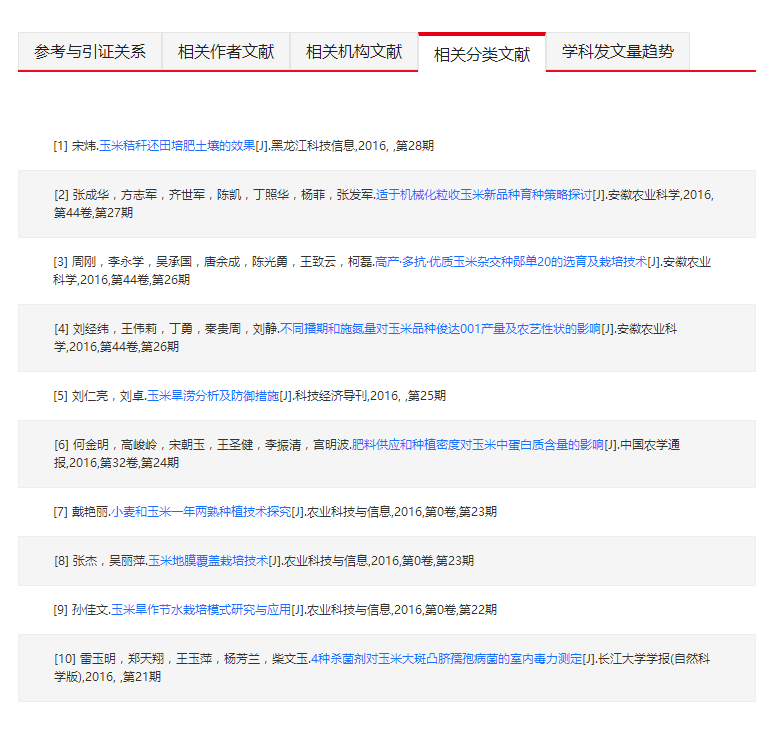 参考与引证关系 相关作者文献 相关机构文献 相关分类文献 学科发文量趋势
[1] 宋炜.玉米秸秆还田培肥土壤的效果[J].黑龙江科技信息,2016, ,第28期
[2] 张成华，方志军，齐世军，陈凯，丁照华，杨菲，张发军.适于机械化粒收玉米新品种育种策略探讨[J].安徽农业科学,2016,
第44卷,第27期
[3] 周刚，李永学，吴承国，唐余成，陈光勇，王致云，柯磊.高产·多抗·优质玉米杂交种郧单20的选育及栽培技术[J].安徽农业
科学,2016,第44卷,第26期
[4] 刘经纬，王伟莉，丁勇，秦贵周，刘静.不同播期和施氮量对玉米品种俊达001产量及农艺性状的影响[J].安徽农业科
学,2016,第44卷,第26期
[5] 刘仁亮，刘卓.玉米旱涝分析及防御措施[J].科技经济导刊,2016, ,第25期
[6] 何金明，高峻岭，宋朝玉，王圣健，李振清，宫明波.肥料供应和种植密度对玉米中蛋白质含量的影响[J].中国农学通
报,2016,第32卷,第24期
[7] 戴艳丽.小麦和玉米一年两熟种植技术探究[J].农业科技与信息,2016,第0卷,第23期
[8] 张杰，吴丽萍.玉米地膜覆盖栽培技术[J].农业科技与信息,2016,第0卷,第23期
[9] 孙佳文.玉米旱作节水栽培模式研究与应用[J].农业科技与信息,2016,第0卷,第22期
[10] 雷玉明，郑天翔，王玉萍，杨芳兰，柴文玉.4种杀菌剂对玉米大斑凸脐孺孢病菌的室内毒力测定[J].长江大学学报(自然科
学版),2016, ,第21期